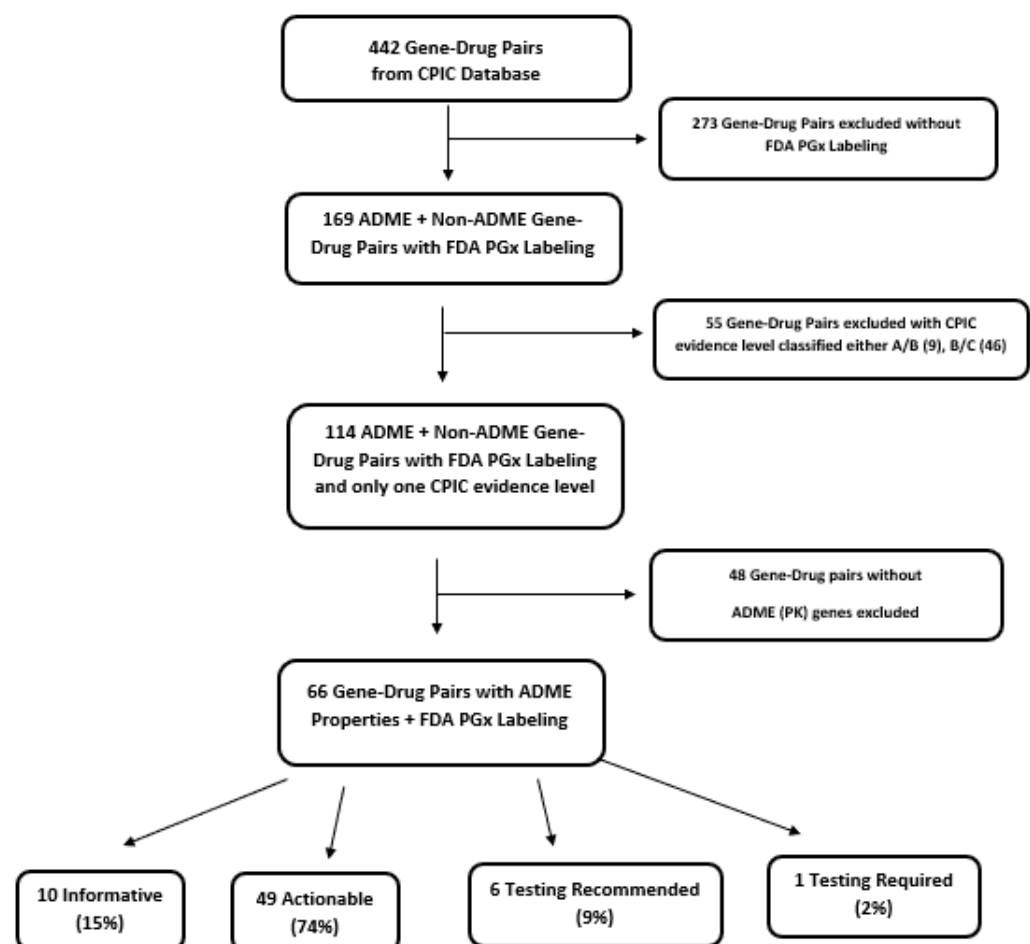 442 Gene-Drug Pairs
from CPIC Database
273 Gene-Drug Pairs excluded without
FDA PGx Labeling
169 ADME + Non-ADME Gene-
Drug Pairs with FDA PGx Labeling
55 Gene-Drug Pairs excluded with CPIC
evidence level classified either A/B (9), B/C (46)
114 ADME + Non-ADME Gene-
Drug Pairs with FDA PGx Labeling
and only one CPIC evidence level
48 Gene-Drug pairs without
ADME (PK) genes excluded
66 Gene-Drug Pairs with ADME
Properties + FDA PGx Labeling
10 Informative
(15%)
49 Actionable
(74%)
6 Testing Recommended
(9%)
1 Testing Required
(2%)